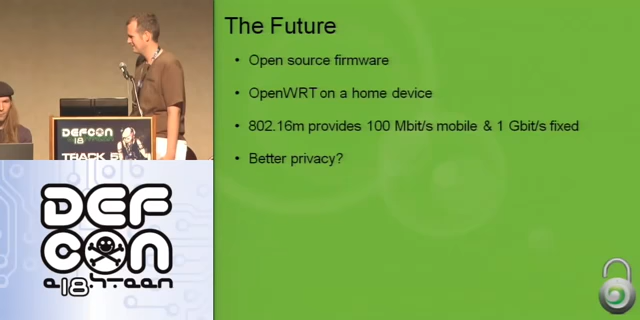 The Future
• Open source firmware
• OpenWRT on a home device
• 802.16m provides 100 Mbit/s mobile & 1 Gbit/s fixed
• Better privacy?
DEFCON
18
TRACK 5
DEF
CON
e18hteen